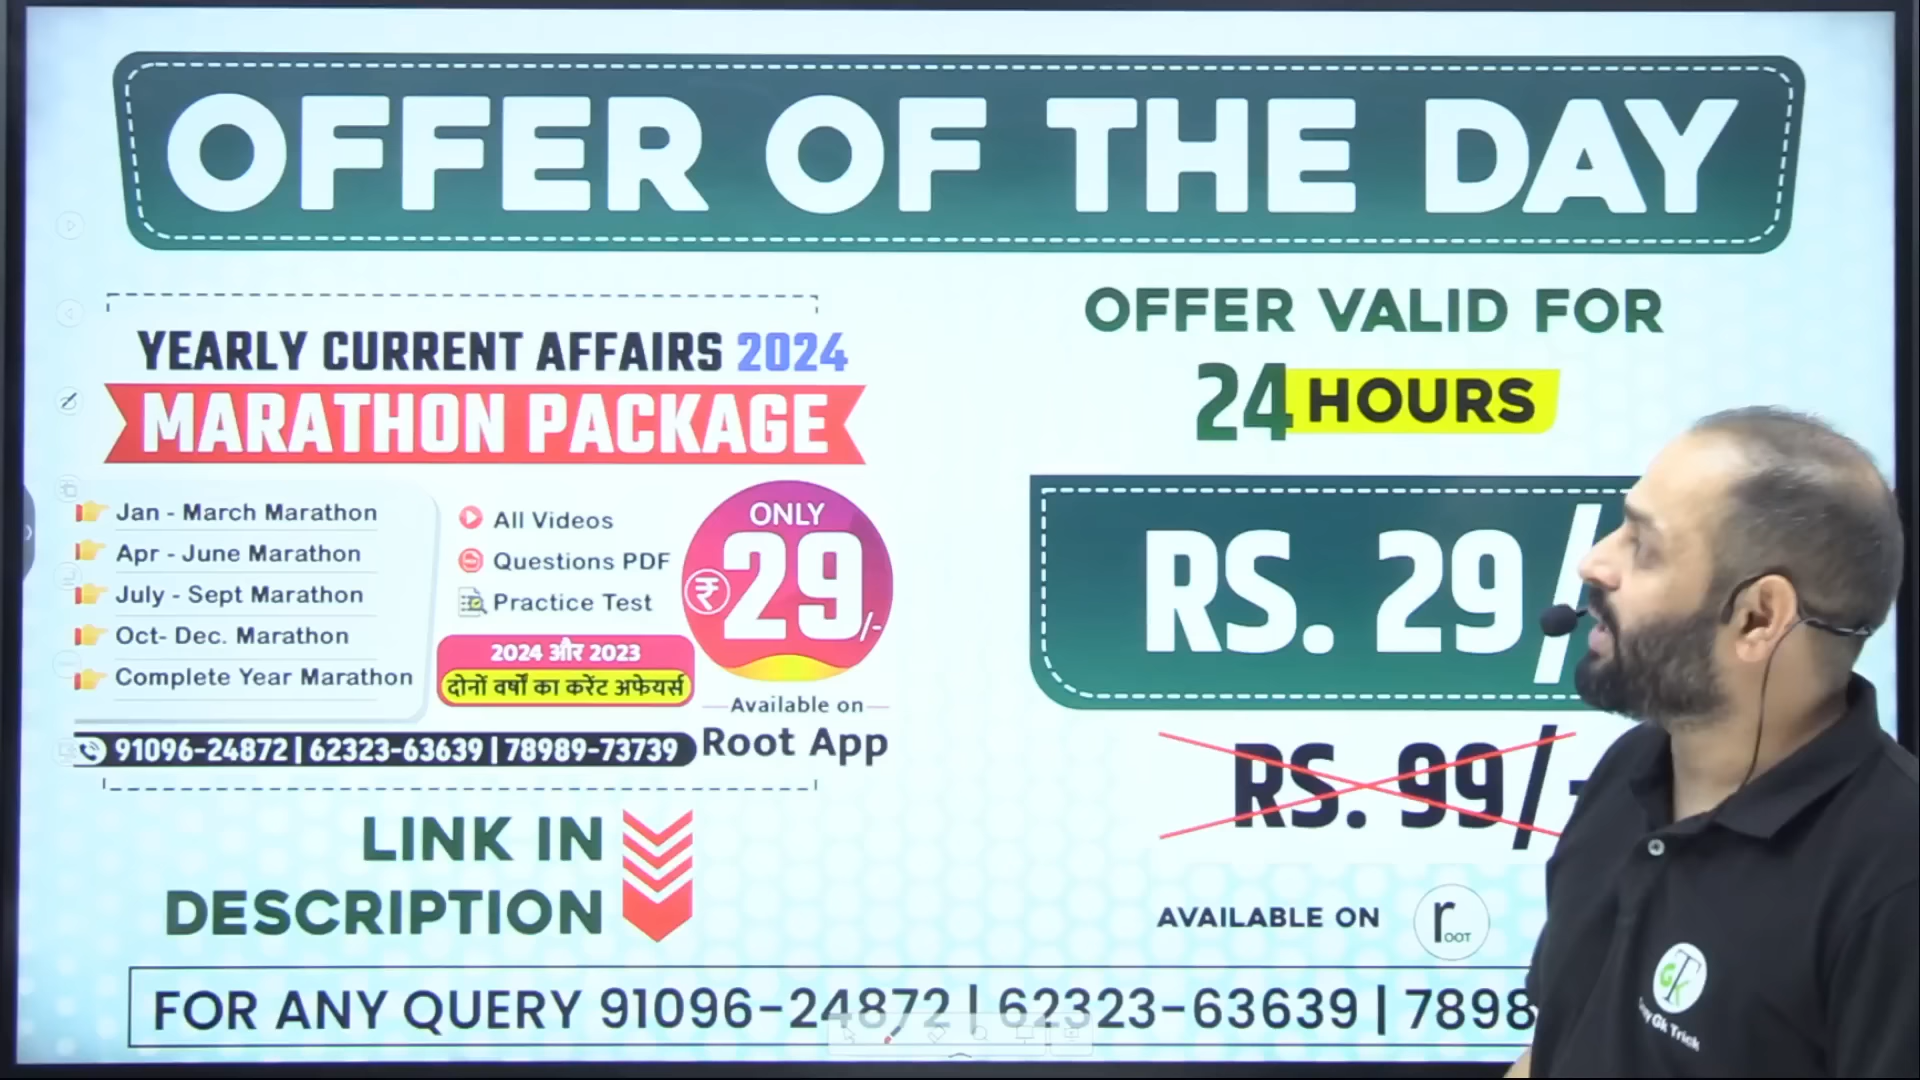 OFFER OF THE DAY
YEARLY CURRENT AFFAIRS 2024
MARATHON PACKAGE
Jan - March Marathon
Apr - June Marathon
July - Sept Marathon
Oct- Dec. Marathon
Complete Year Marathon
All Videos
Questions PDF
Practice Test
2024 और 2023
दोनों वर्षों का करेंट अफेयर्स
ONLY
₹ 29/-
Available on
Root App
91096-24872 | 62323-63639 | 78989-73739
LINK IN
DESCRIPTION
OFFER VALID FOR
24 HOURS
RS. 29/
RS. 99/-
AVAILABLE ON rOOT
FOR ANY QUERY 91096-24872 | 62323-63639 | 7898
GTK
Gk Trick